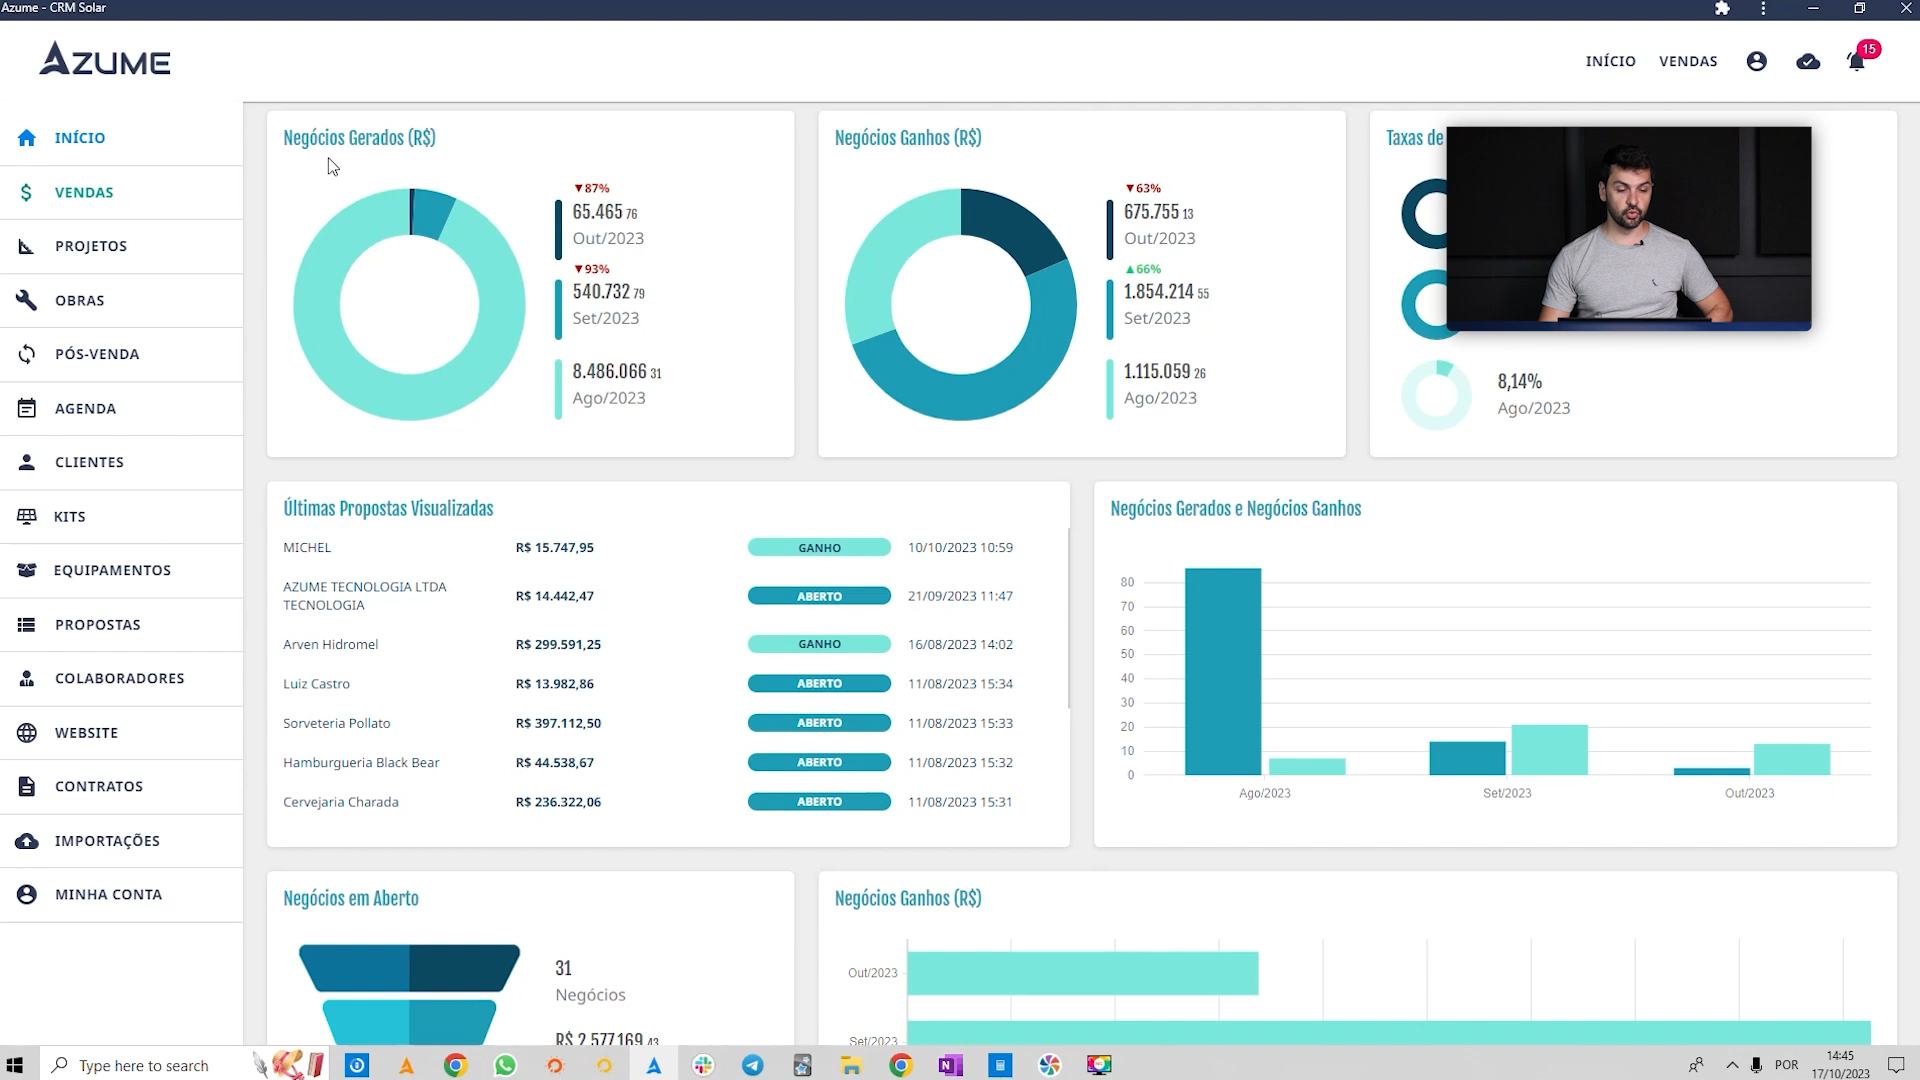 Azume - CRM Solar
AZUME
INÍCIO
VENDAS
15
INÍCIO
VENDAS
PROJETOS
OBRAS
PÓS-VENDA
AGENDA
CLIENTES
KITS
EQUIPAMENTOS
PROPOSTAS
COLABORADORES
WEBSITE
CONTRATOS
IMPORTAÇÕES
MINHA CONTA
Negócios Gerados (R$)
▼87%
65.465 76
Out/2023
▼93%
540.732 79
Set/2023
8.486.066 31
Ago/2023
Negócios Ganhos (R$)
▼63%
675.755 13
Out/2023
▲66%
1.854.214 55
Set/2023
1.115.059 26
Ago/2023
Taxas de
8,14%
Ago/2023
Últimas Propostas Visualizadas
MICHEL R$ 15.747,95 GANHO 10/10/2023 10:59
AZUME TECNOLOGIA LTDA
TECNOLOGIA R$ 14.442,47 ABERTO 21/09/2023 11:47
Arven Hidromel R$ 299.591,25 GANHO 16/08/2023 14:02
Luiz Castro R$ 13.982,86 ABERTO 11/08/2023 15:34
Sorveteria Pollato R$ 397.112,50 ABERTO 11/08/2023 15:33
Hamburgueria Black Bear R$ 44.538,67 ABERTO 11/08/2023 15:32
Cervejaria Charada R$ 236.322,06 ABERTO 11/08/2023 15:31
Negócios Gerados e Negócios Ganhos
80
70
60
50
40
30
20
10
0
Ago/2023 Set/2023 Out/2023
Negócios em Aberto
31
Negócios
R$ 2.577.169 43
Negócios Ganhos (R$)
Out/2023
Set/2023
Type here to search
POR
14:45
17/10/2023